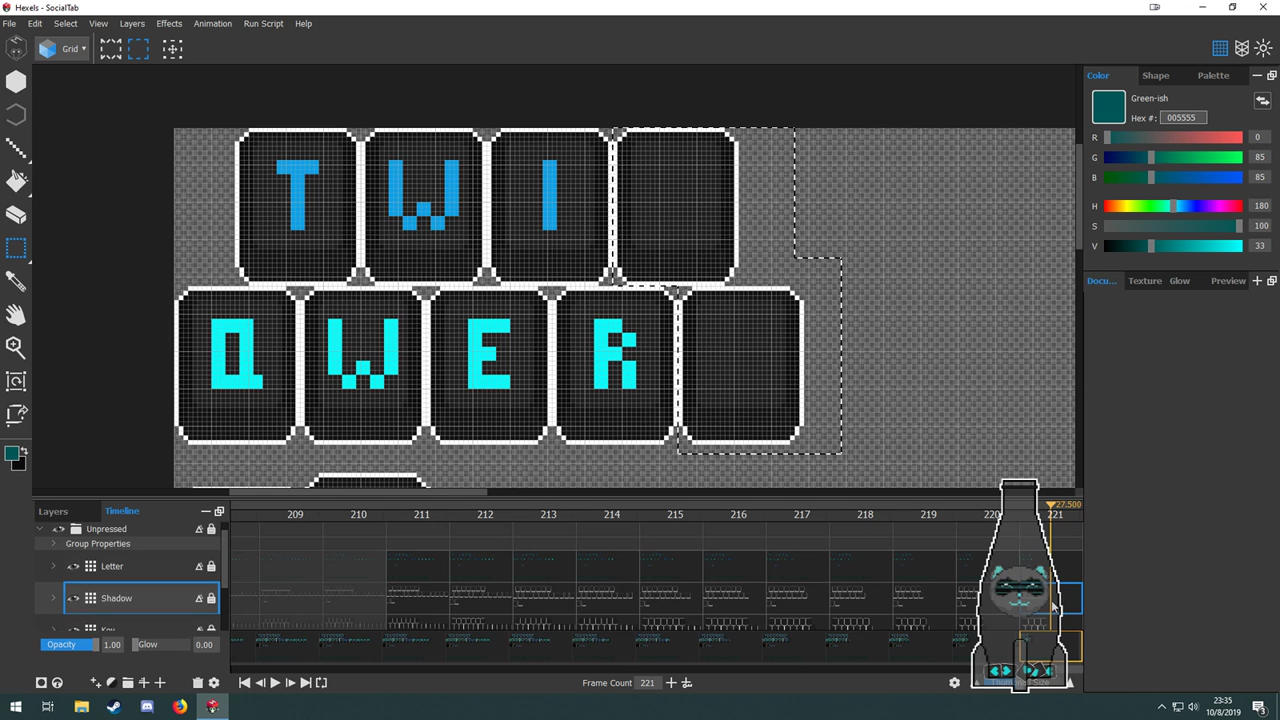 Hexels - SocialTab
File Edit Select View Layers Effects Animation Run Script Help
Grid
Color Shape Palette
Green-ish
Hex #: 005555
R 0
G 85
B 85
H 180
S 100
V 33
Docu... Texture Glow Preview
T W I
Q W E R
Layers Timeline
209 210 211 212 213 214 215 216 217 218 219 220 221
27.500
Unpressed
Group Properties
Letter
Shadow
Opacity 1.00 Glow 0.00
Frame Count 221
Size
23:35
10/8/2019
3